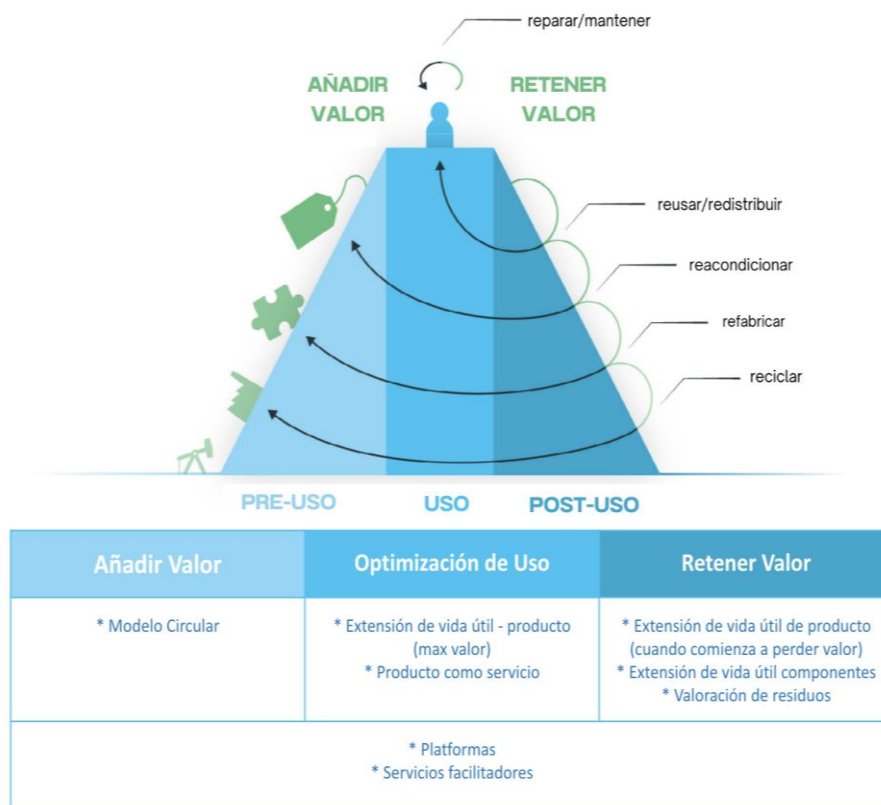 reparar/mantener
AÑADIR
VALOR
RETENER
VALOR
reusar/redistribuir
reacondicionar
refabricar
reciclar
PRE-USO
USO
POST-USO
Añadir Valor
Optimización de Uso
Retener Valor
* Modelo Circular
* Extensión de vida útil - producto
(max valor)
* Producto como servicio
* Extensión de vida útil de producto
(cuando comienza a perder valor)
* Extensión de vida útil componentes
* Valoración de residuos
* Platformas
* Servicios facilitadores